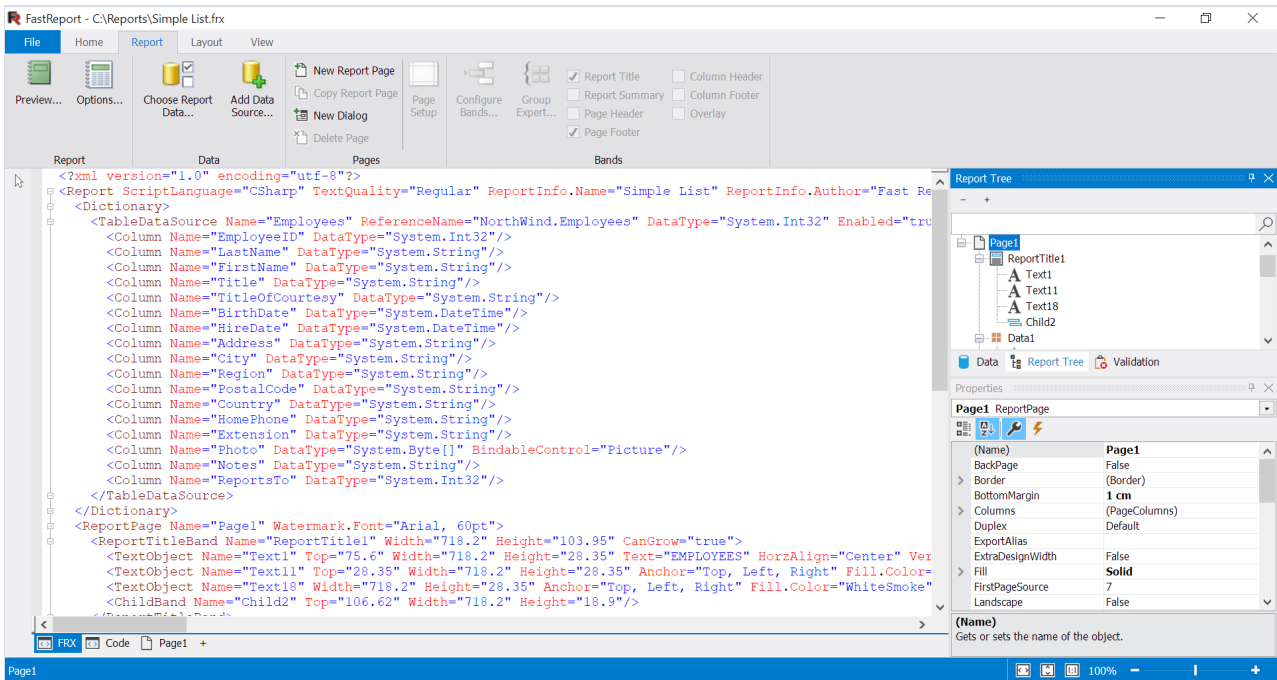 FastReport - C:\Reports\Simple List.frx
File Home Report Layout View
Preview... Options... Choose Report Data... Add Data Source... New Report Page Copy Report Page New Dialog Delete Page Page Setup Configure Bands... Group Expert...
Report Title Column Header
Report Summary Column Footer
Page Header Overlay
Page Footer
Report Data Pages Bands
<?xml version="1.0" encoding="utf-8"?>
<Report ScriptLanguage="CSharp" TextQuality="Regular" ReportInfo.Name="Simple List" ReportInfo.Author="Fast Re
<Dictionary>
<TableDataSource Name="Employees" ReferenceName="NorthWind.Employees" DataType="System.Int32" Enabled="tru
<Column Name="EmployeeID" DataType="System.Int32"/>
<Column Name="LastName" DataType="System.String"/>
<Column Name="FirstName" DataType="System.String"/>
<Column Name="Title" DataType="System.String"/>
<Column Name="TitleOfCourtesy" DataType="System.String"/>
<Column Name="BirthDate" DataType="System.DateTime"/>
<Column Name="HireDate" DataType="System.DateTime"/>
<Column Name="Address" DataType="System.String"/>
<Column Name="City" DataType="System.String"/>
<Column Name="Region" DataType="System.String"/>
<Column Name="PostalCode" DataType="System.String"/>
<Column Name="Country" DataType="System.String"/>
<Column Name="HomePhone" DataType="System.String"/>
<Column Name="Extension" DataType="System.String"/>
<Column Name="Photo" DataType="System.Byte[]" BindableControl="Picture"/>
<Column Name="Notes" DataType="System.String"/>
<Column Name="ReportsTo" DataType="System.Int32"/>
</TableDataSource>
</Dictionary>
<ReportPage Name="Page1" Watermark.Font="Arial, 60pt">
<ReportTitleBand Name="ReportTitle1" Width="718.2" Height="103.95" CanGrow="true">
<TextObject Name="Text1" Top="75.6" Width="718.2" Height="28.35" Text="EMPLOYEES" HorzAlign="Center" Ver
<TextObject Name="Text11" Top="28.35" Width="718.2" Height="28.35" Anchor="Top, Left, Right" Fill.Color=
<TextObject Name="Text18" Width="718.2" Height="28.35" Anchor="Top, Left, Right" Fill.Color="WhiteSmoke"
<ChildBand Name="Child2" Top="106.62" Width="718.2" Height="18.9"/>
</ReportTitleBand>
FRX Code Page1 +
Report Tree
- +
Page1
ReportTitle1
Text1
Text11
Text18
Child2
Data1
Data Report Tree Validation
Properties
Page1 ReportPage
(Name) Page1
BackPage False
Border (Border)
BottomMargin 1 cm
Columns (PageColumns)
Duplex Default
ExportAlias
ExtraDesignWidth False
Fill Solid
FirstPageSource 7
Landscape False
(Name)
Gets or sets the name of the object.
Page1 1:1 100% - +